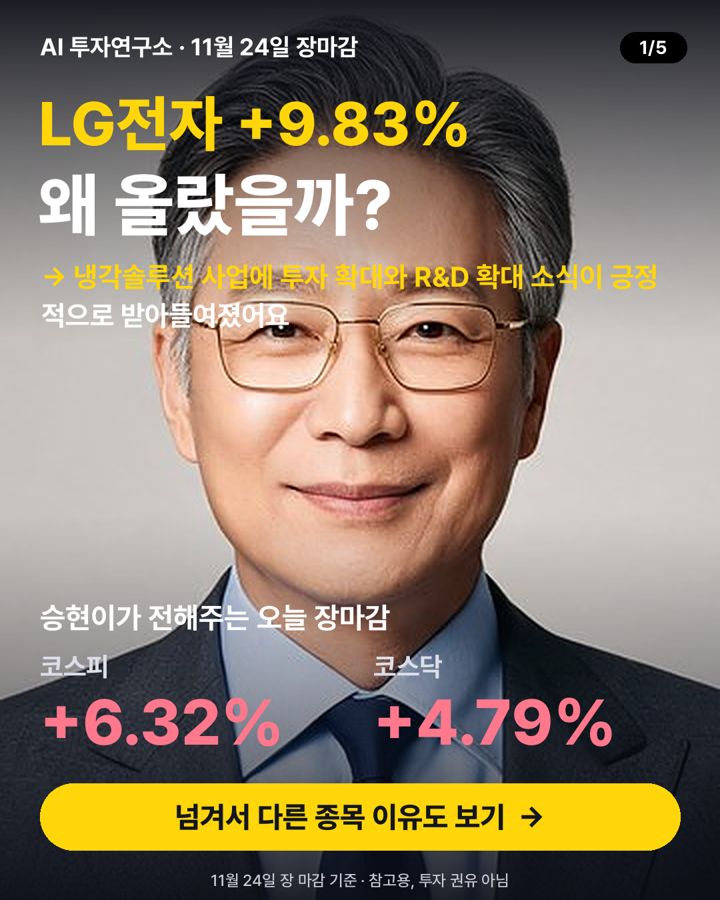 AI 투자연구소 · 11월 24일 장마감
1/5
LG전자 +9.83%
왜 올랐을까?
→ 냉각솔루션 사업에 투자 확대와 R&D 확대 소식이 긍정
적으로 받아들여졌어요
승현이가 전해주는 오늘 장마감
코스피 코스닥
+6.32% +4.79%
넘겨서 다른 종목 이유도 보기 →
11월 24일 장 마감 기준 · 참고용, 투자 권유 아님